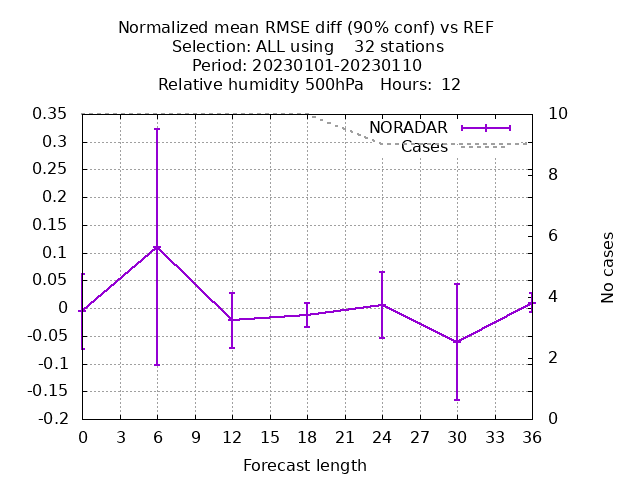 Normalized mean RMSE diff (90% conf) vs REF
Selection: ALL using    32 stations
Period: 20230101-20230110
Relative humidity 500hPa   Hours:  12
0.35
0.3
0.25
0.2
0.15
0.1
0.05
0
-0.05
-0.1
-0.15
-0.2
NORADAR
Cases
10
8
6
4
2
0
No cases
0 3 6 9 12 15 18 21 24 27 30 33 36
Forecast length